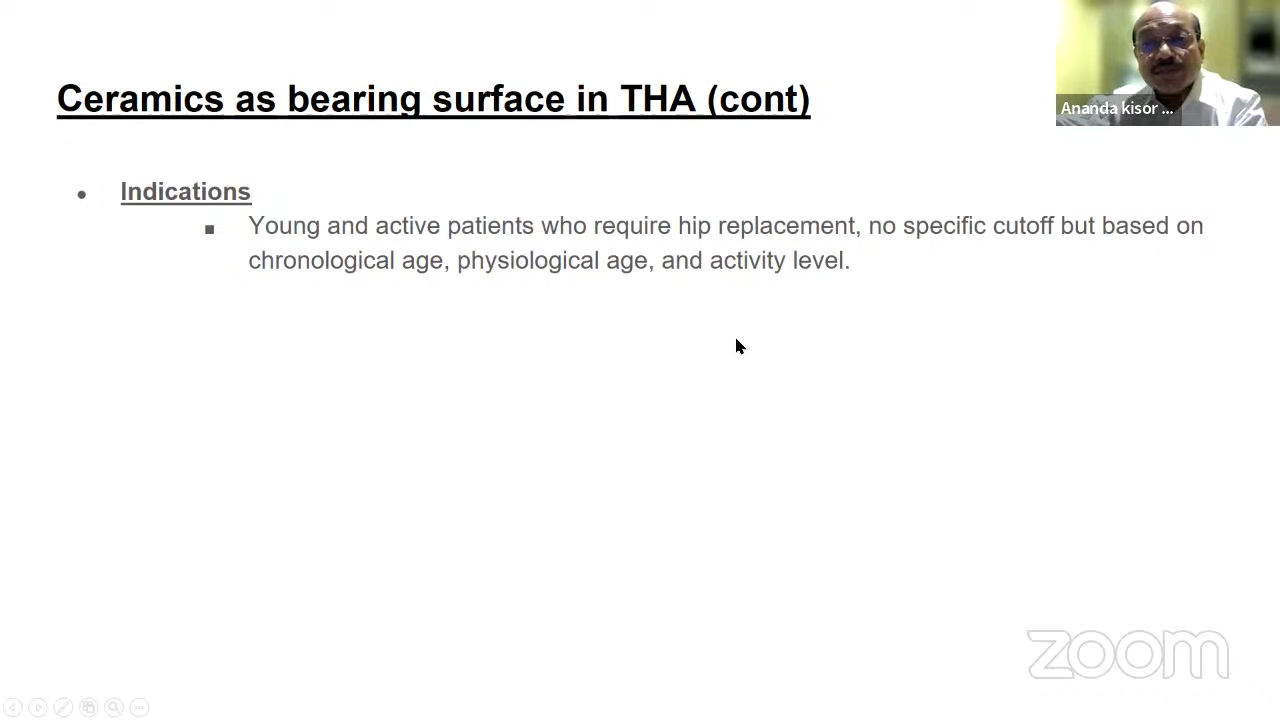 Ceramics as bearing surface in THA (cont)
Ananda kisor ...
• Indications
■ Young and active patients who require hip replacement, no specific cutoff but based on
chronological age, physiological age, and activity level.
zoom